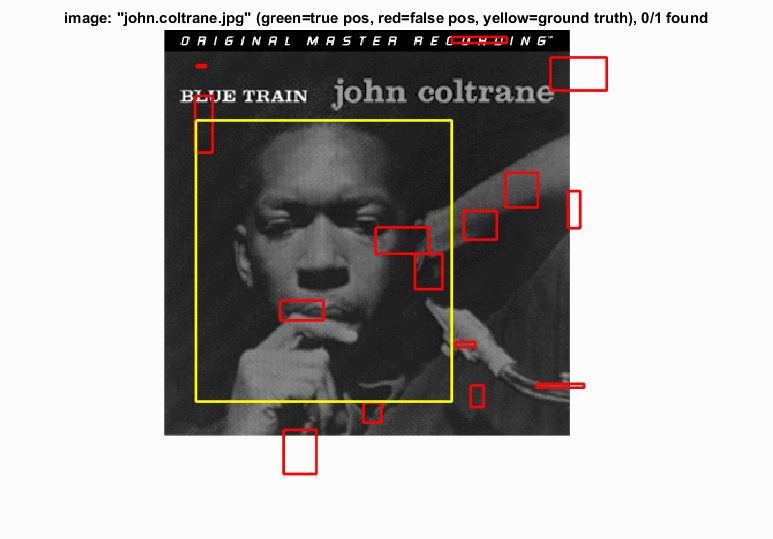 image: "john.coltrane.jpg" (green=true pos, red=false pos, yellow=ground truth), 0/1 found
ORIGINAL MASTER RECORDING™
BLUE TRAIN john coltrane